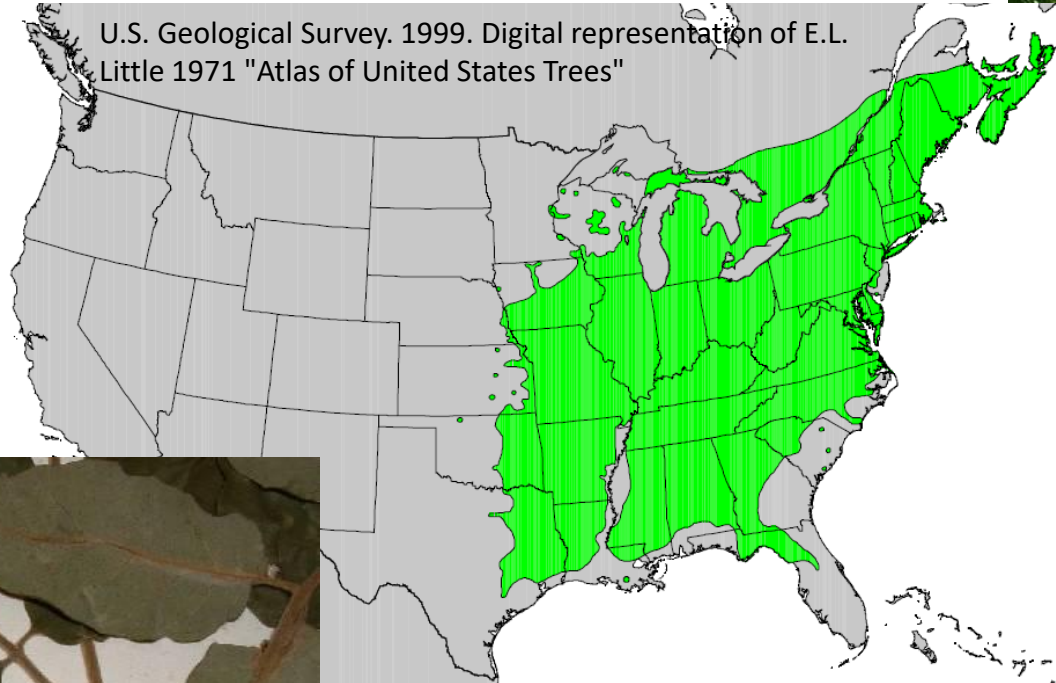 U.S. Geological Survey. 1999. Digital representation of E.L.
Little 1971 "Atlas of United States Trees"